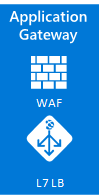 Application
Gateway
WAF
L7 LB